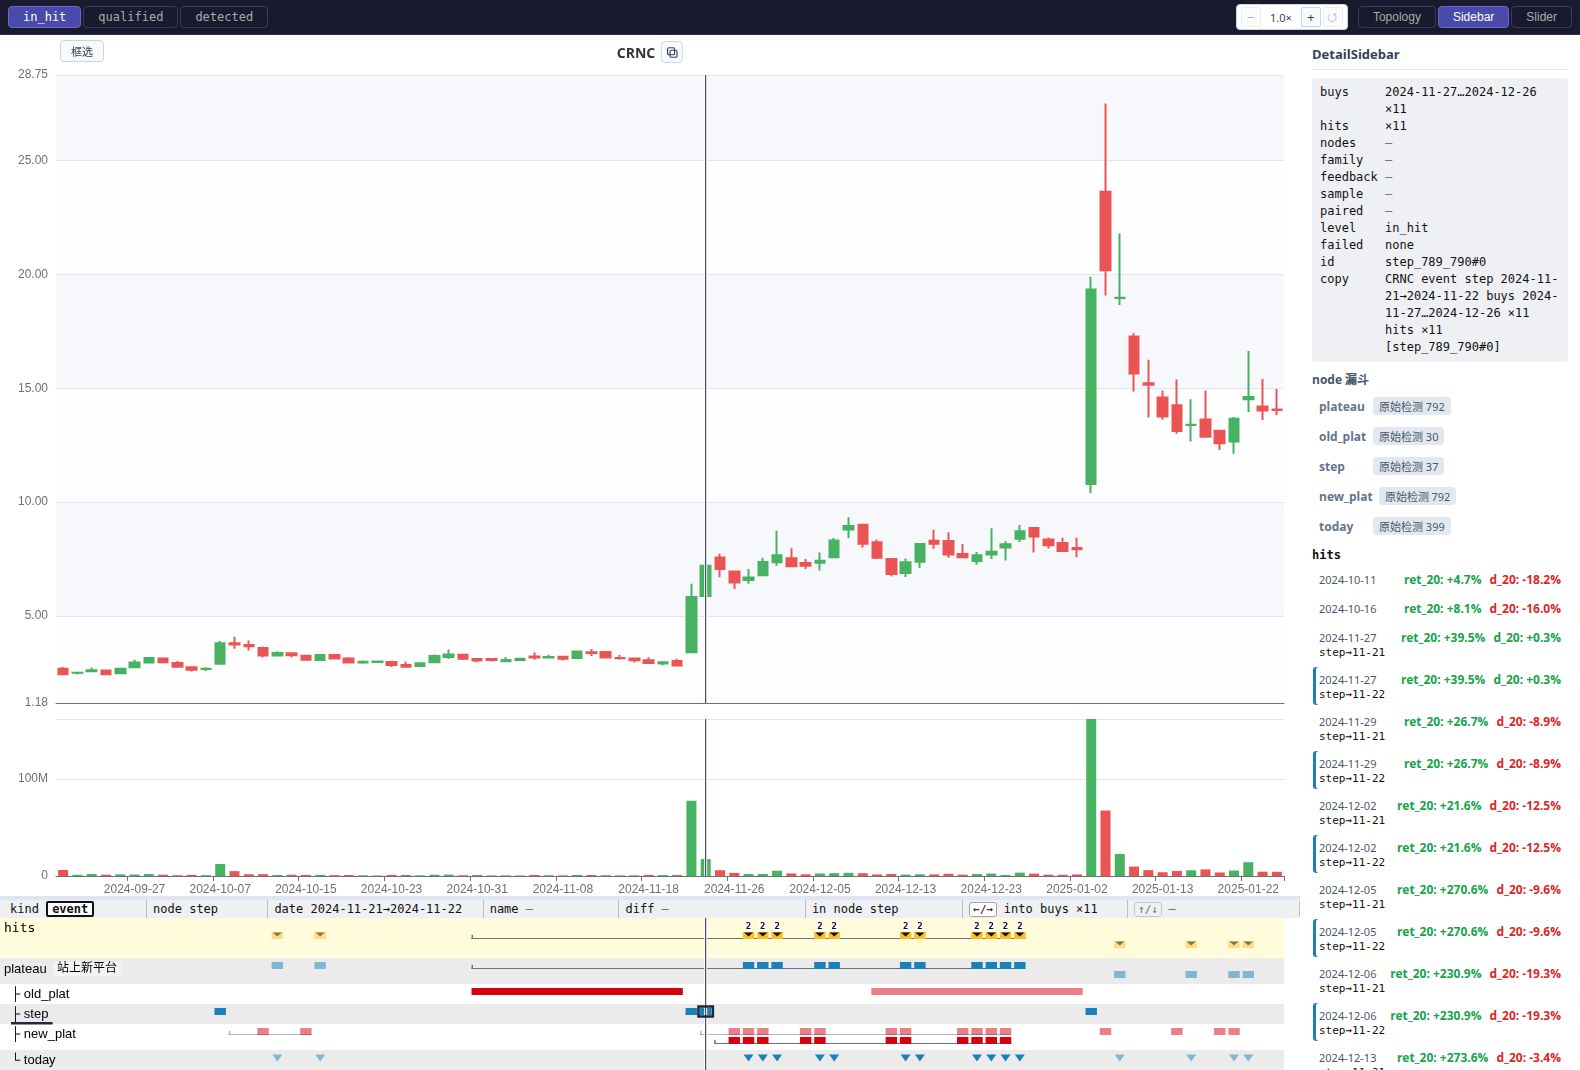 in_hit qualified detected − 1.0× + ↺ Topology Sidebar Slider
框选 CRNC
28.75
25.00
20.00
15.00
10.00
5.00
1.18
100M
0
2024-09-27 2024-10-07 2024-10-15 2024-10-23 2024-10-31 2024-11-08 2024-11-18 2024-11-26 2024-12-05 2024-12-13 2024-12-23 2025-01-02 2025-01-13 2025-01-22
kind event node step date 2024-11-21→2024-11-22 name — diff — in node step ←/→ into buys ×11 ↑/↓ —
hits
2 2 2 2 2 2 2 2 2 2 2
plateau 站上新平台
├ old_plat
├ step
├ new_plat
└ today
DetailSidebar
buys 2024-11-27…2024-12-26
×11
hits ×11
nodes —
family —
feedback —
sample —
paired —
level in_hit
failed none
id step_789_790#0
copy CRNC event step 2024-11-
21→2024-11-22 buys 2024-
11-27…2024-12-26 ×11
hits ×11
[step_789_790#0]
node 漏斗
plateau 原始检测 792
old_plat 原始检测 30
step 原始检测 37
new_plat 原始检测 792
today 原始检测 399
hits
2024-10-11 ret_20: +4.7% d_20: -18.2%
2024-10-16 ret_20: +8.1% d_20: -16.0%
2024-11-27 ret_20: +39.5% d_20: +0.3%
step→11-21
2024-11-27 ret_20: +39.5% d_20: +0.3%
step→11-22
2024-11-29 ret_20: +26.7% d_20: -8.9%
step→11-21
2024-11-29 ret_20: +26.7% d_20: -8.9%
step→11-22
2024-12-02 ret_20: +21.6% d_20: -12.5%
step→11-21
2024-12-02 ret_20: +21.6% d_20: -12.5%
step→11-22
2024-12-05 ret_20: +270.6% d_20: -9.6%
step→11-21
2024-12-05 ret_20: +270.6% d_20: -9.6%
step→11-22
2024-12-06 ret_20: +230.9% d_20: -19.3%
step→11-21
2024-12-06 ret_20: +230.9% d_20: -19.3%
step→11-22
2024-12-13 ret_20: +273.6% d_20: -3.4%